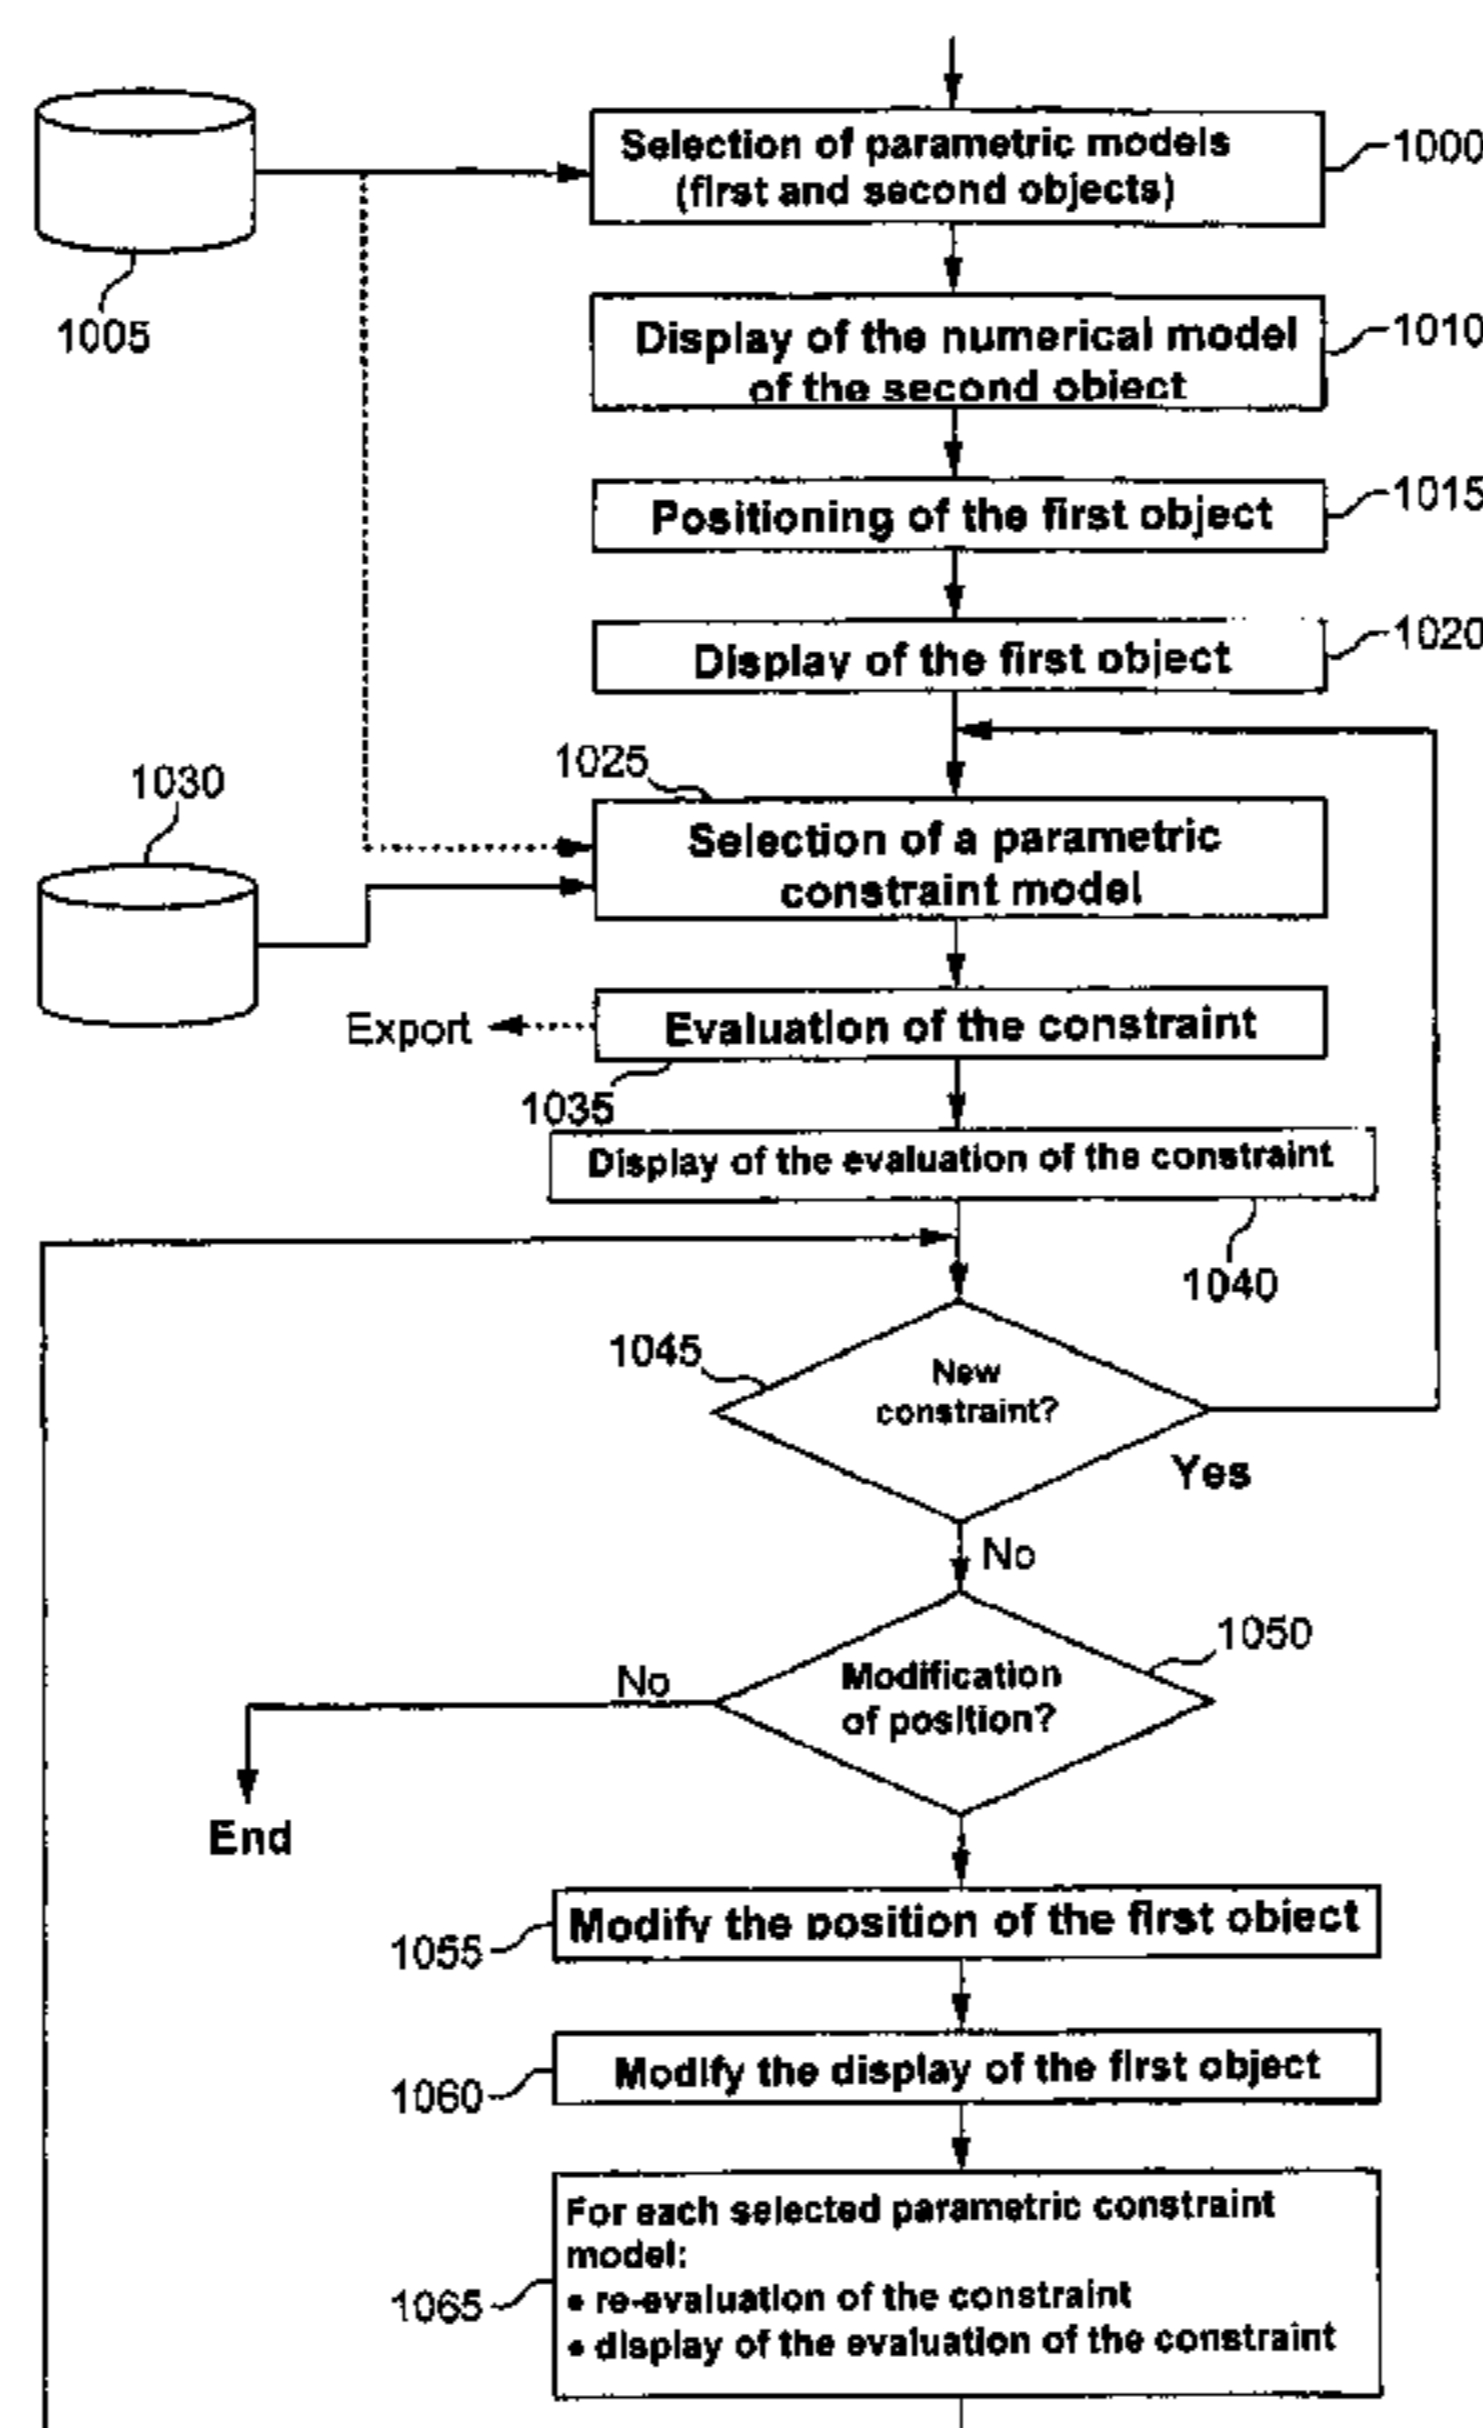 Selection of parametric models
(first and second objects)
1000
1005
Display of the numerical model
of the second object
1010
Positioning of the first object
1015
Display of the first object
1020
1025
1030
Selection of a parametric
constraint model
Export
Evaluation of the constraint
1035
Display of the evaluation of the constraint
1040
1045
New
constraint?
Yes
No
1050
No
Modification
of position?
End
Modify the position of the first object
1055
Modify the display of the first object
1060
For each selected parametric constraint
model:
• re-evaluation of the constraint
• display of the evaluation of the constraint
1065